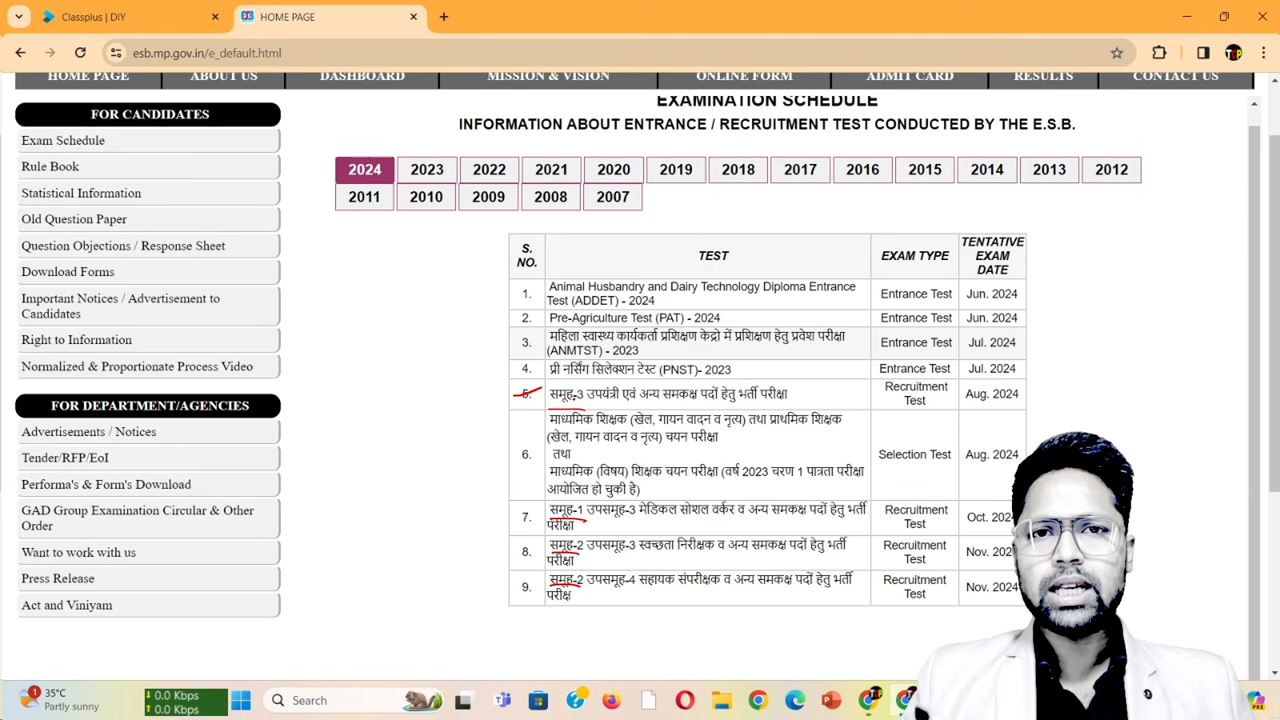 Classplus | DIY
HOME PAGE
esb.mp.gov.in/e_default.html
HOME PAGE
ABOUT US
DASHBOARD
MISSION & VISION
ONLINE FORM
ADMIT CARD
RESULTS
CONTACT US
FOR CANDIDATES
Exam Schedule
Rule Book
Statistical Information
Old Question Paper
Question Objections / Response Sheet
Download Forms
Important Notices / Advertisement to
Candidates
Right to Information
Normalized & Proportionate Process Video
FOR DEPARTMENT/AGENCIES
Advertisements / Notices
Tender/RFP/EoI
Performa's & Form's Download
GAD Group Examination Circular & Other
Order
Want to work with us
Press Release
Act and Viniyam
EXAMINATION SCHEDULE
INFORMATION ABOUT ENTRANCE / RECRUITMENT TEST CONDUCTED BY THE E.S.B.
2024 2023 2022 2021 2020 2019 2018 2017 2016 2015 2014 2013 2012
2011 2010 2009 2008 2007
S. NO. TEST EXAM TYPE TENTATIVE EXAM DATE
1. Animal Husbandry and Dairy Technology Diploma Entrance Entrance Test Jun. 2024
Test (ADDET) - 2024
2. Pre-Agriculture Test (PAT) - 2024 Entrance Test Jun. 2024
3. महिला स्वास्थ्य कार्यकर्ता प्रशिक्षण केद्रो में प्रशिक्षण हेतु प्रवेश परीक्षा Entrance Test Jul. 2024
(ANMTST) - 2023
4. प्री नर्सिंग सिलेक्शन टेस्ट (PNST)- 2023 Entrance Test Jul. 2024
5. समूह-3 उपयंत्री एवं अन्य समकक्ष पदों हेतु भर्ती परीक्षा Recruitment Test Aug. 2024
6. माध्यमिक शिक्षक (खेल, गायन वादन व नृत्य) तथा प्राथमिक शिक्षक
(खेल, गायन वादन व नृत्य) चयन परीक्षा
तथा Selection Test Aug. 2024
माध्यमिक (विषय) शिक्षक चयन परीक्षा (वर्ष 2023 चरण 1 पात्रता परीक्षा
आयोजित हो चुकी है)
7. समूह-1 उपसमूह-3 मेडिकल सोशल वर्कर व अन्य समकक्ष पदों हेतु भर्ती Recruitment Test Oct. 2024
परीक्षा
8. समूह-2 उपसमूह-3 स्वच्छता निरीक्षक व अन्य समकक्ष पदों हेतु भर्ती Recruitment Test Nov. 202
परीक्षा
9. समूह-2 उपसमूह-4 सहायक संपरीक्षक व अन्य समकक्ष पदों हेतु भर्ती Recruitment Test Nov. 202
परीक्ष
1
35°C
Partly sunny
0.0 Kbps
0.0 Kbps
Search